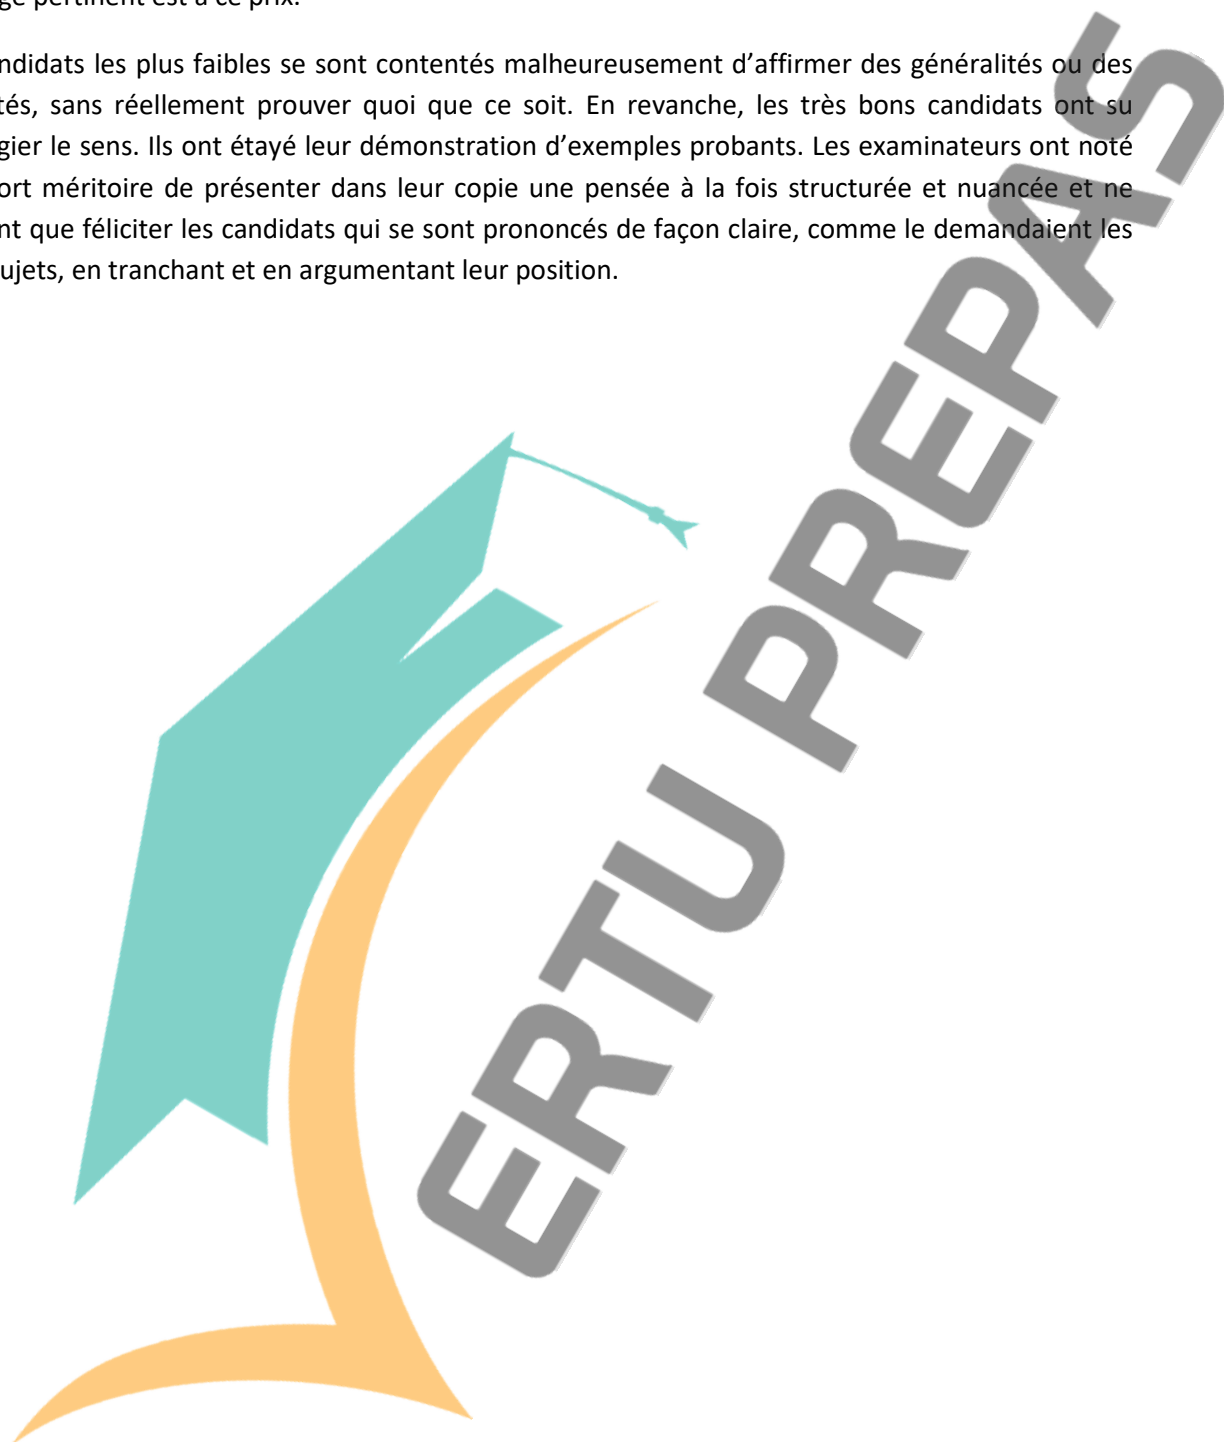 ge pertinent est à ce prix.
ndidats les plus faibles se sont contentés malheureusement d’affirmer des généralités ou des
tés, sans réellement prouver quoi que ce soit. En revanche, les très bons candidats ont su
gier le sens. Ils ont étayé leur démonstration d’exemples probants. Les examinateurs ont noté
ort méritoire de présenter dans leur copie une pensée à la fois structurée et nuancée et ne
nt que féliciter les candidats qui se sont prononcés de façon claire, comme le demandaient les
ujets, en tranchant et en argumentant leur position.
ERTU PREPAS